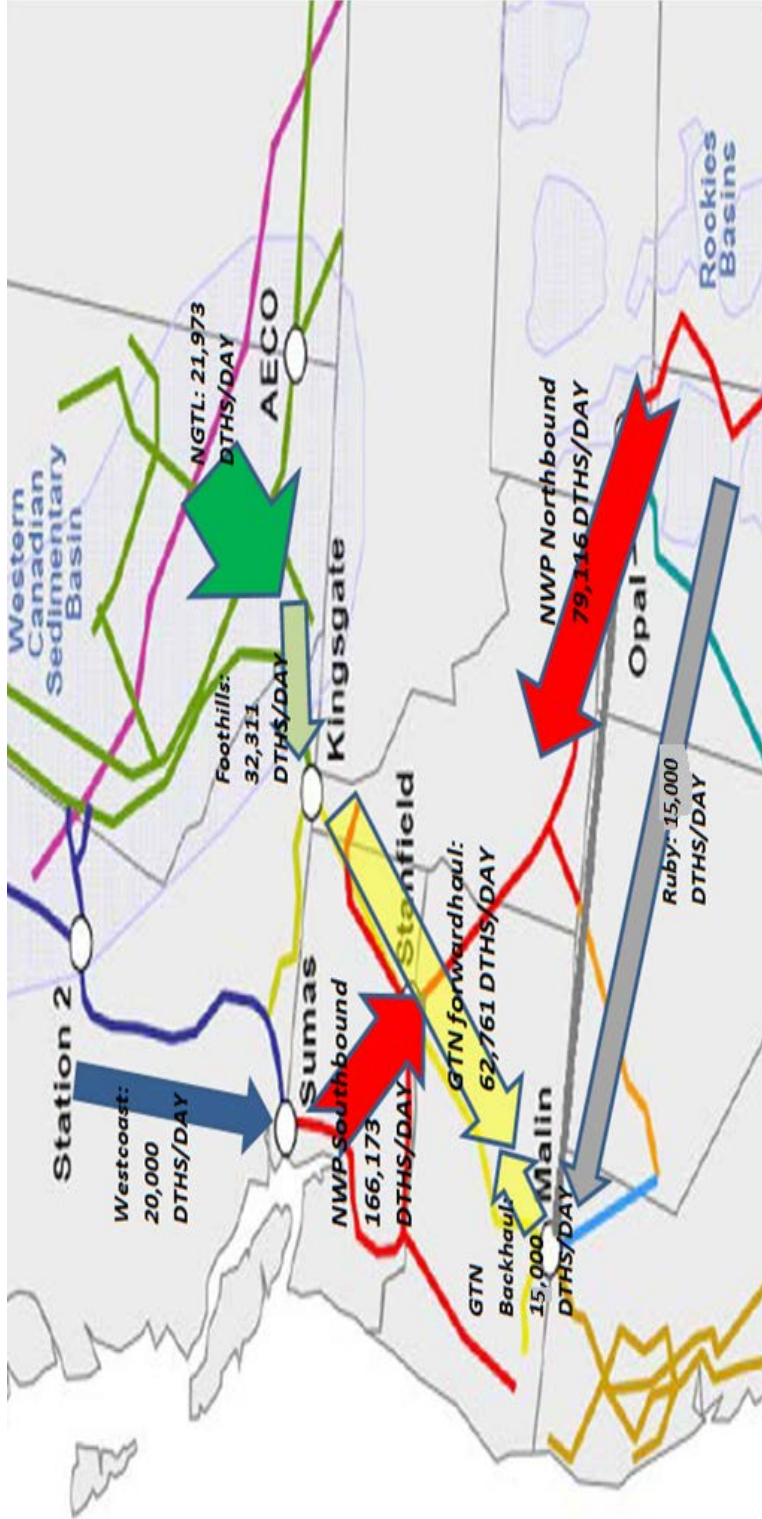 Western
Canadian
Sedimentary
Basin
Station 2
Westcoast:
20,000
DTHS/DAY
NGTL: 21,973
DTHS/DAY
AECO
Foothills:
32,311
DTHS/DAY
Kingsgate
Sumas
NWP Southbound
166,173
DTHS/DAY
Stanfield
GTN forwardhaul:
62,761 DTHS/DAY
GTN
Backhaul:
15,000
DTHS/DAY
Malin
NWP Northbound
79,116 DTHS/DAY
Opal
Ruby: 15,000
DTHS/DAY
Rockies
Basins